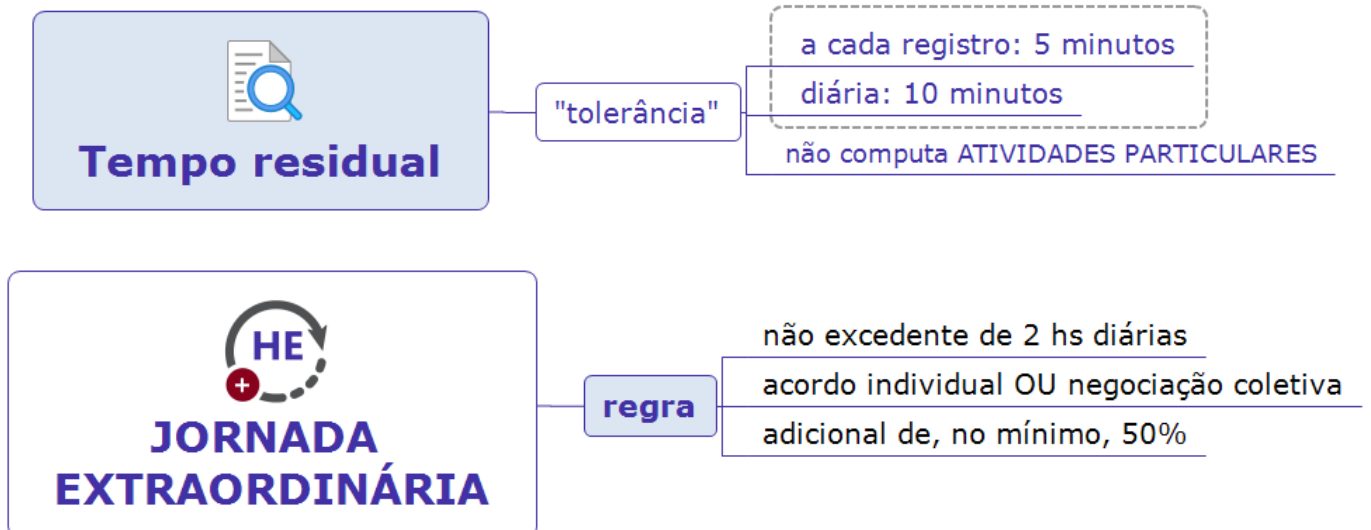 Tempo residual
"tolerância"
a cada registro: 5 minutos
diária: 10 minutos
não computa ATIVIDADES PARTICULARES
HE
+
JORNADA
EXTRAORDINÁRIA
regra
não excedente de 2 hs diárias
acordo individual OU negociação coletiva
adicional de, no mínimo, 50%